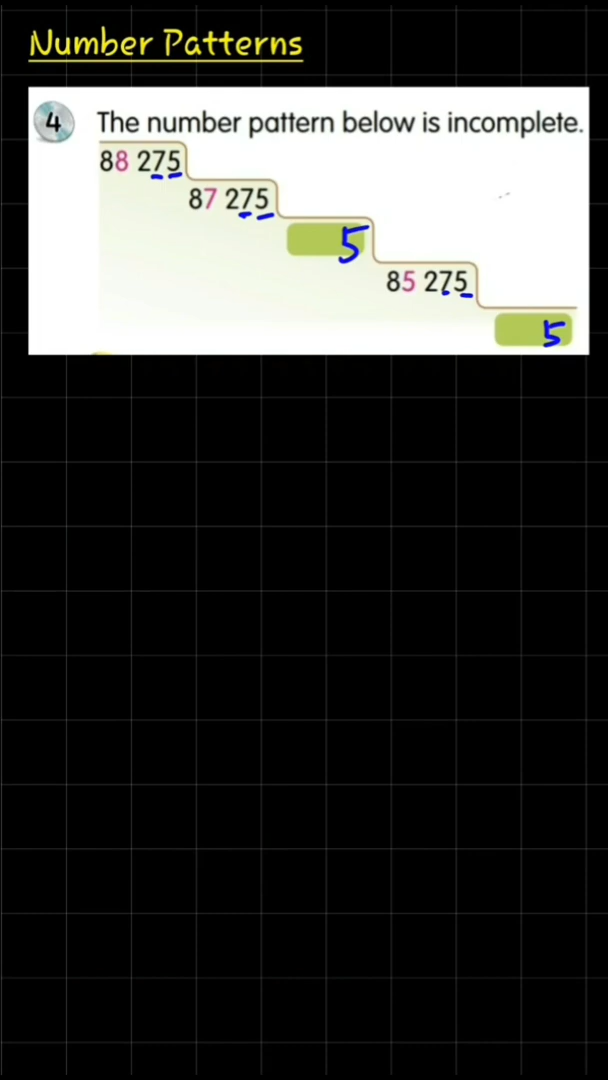 Number Patterns
4 The number pattern below is incomplete.
88 275
87 275
5
85 275
5